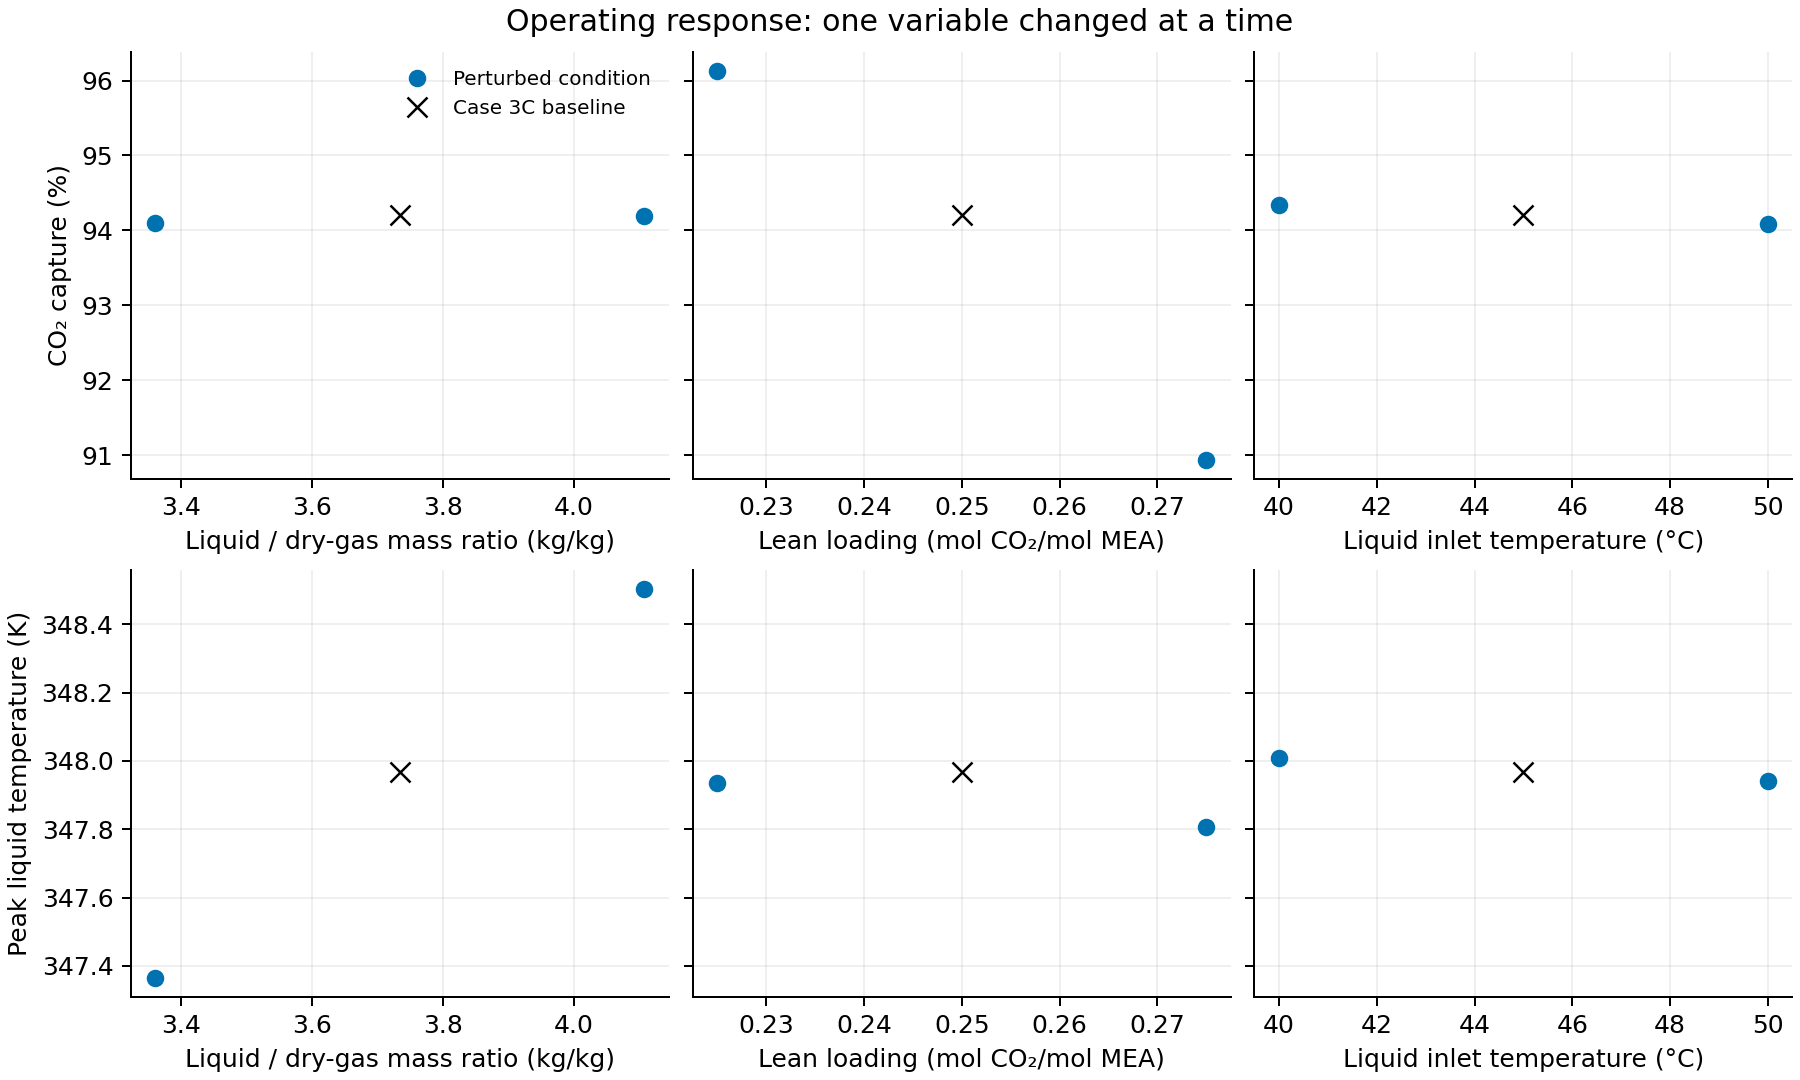 Operating response: one variable changed at a time
96
95
94
93
92
91
CO₂ capture (%)
Perturbed condition
Case 3C baseline
3.4 3.6 3.8 4.0
Liquid / dry-gas mass ratio (kg/kg)
0.23 0.24 0.25 0.26 0.27
Lean loading (mol CO₂/mol MEA)
40 42 44 46 48 50
Liquid inlet temperature (°C)
348.4
348.2
348.0
347.8
347.6
347.4
Peak liquid temperature (K)
3.4 3.6 3.8 4.0
Liquid / dry-gas mass ratio (kg/kg)
0.23 0.24 0.25 0.26 0.27
Lean loading (mol CO₂/mol MEA)
40 42 44 46 48 50
Liquid inlet temperature (°C)